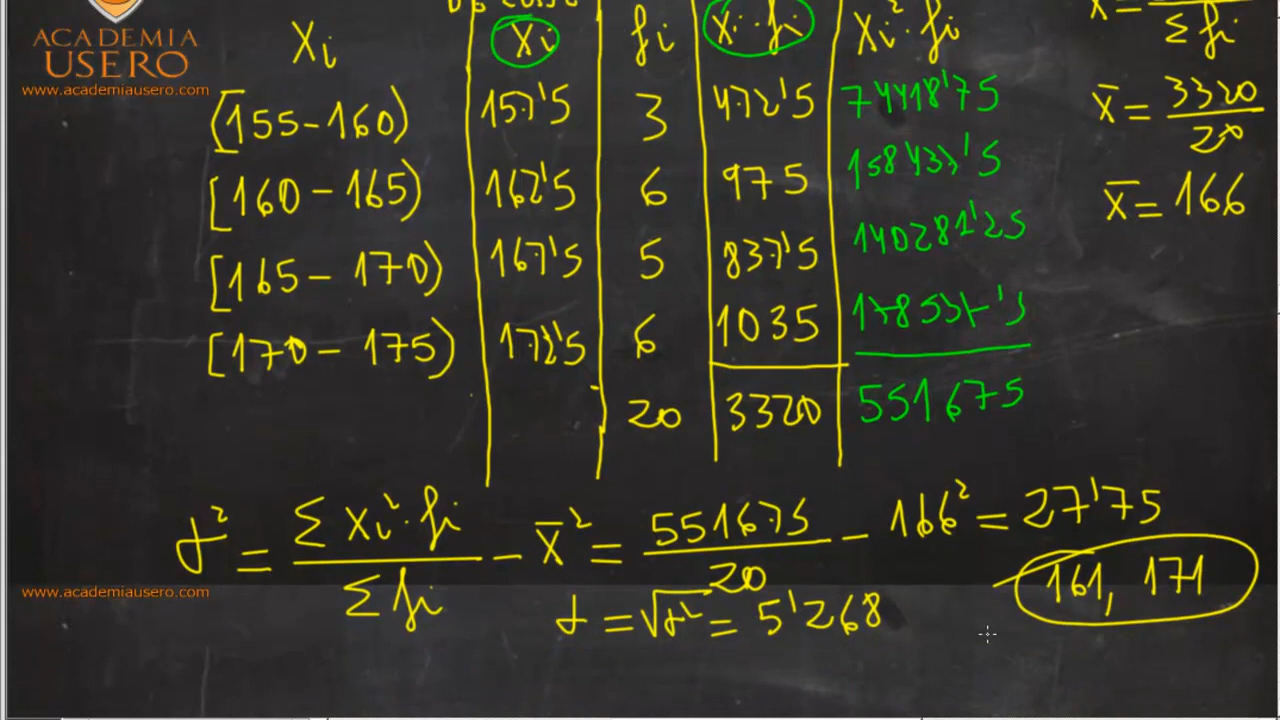 ACADEMIA
USERO
www.academiausero.com
Xi Xi fi Xi·fi Xi²·fi
Σfi
[155-160) 157'5 3 472'5 74418'75
X̄ = 3320/20
[160-165) 162'5 6 975 158437'5
X̄ = 166
[165-170) 167'5 5 837'5 140281'25
[170-175) 172'5 6 1035 178537'5
20 3320 551675
σ² = ΣXi²·fi/Σfi - X̄² = 551675/20 - 166² = 27'75
161, 171
www.academiausero.com
σ = √σ² = 5'268